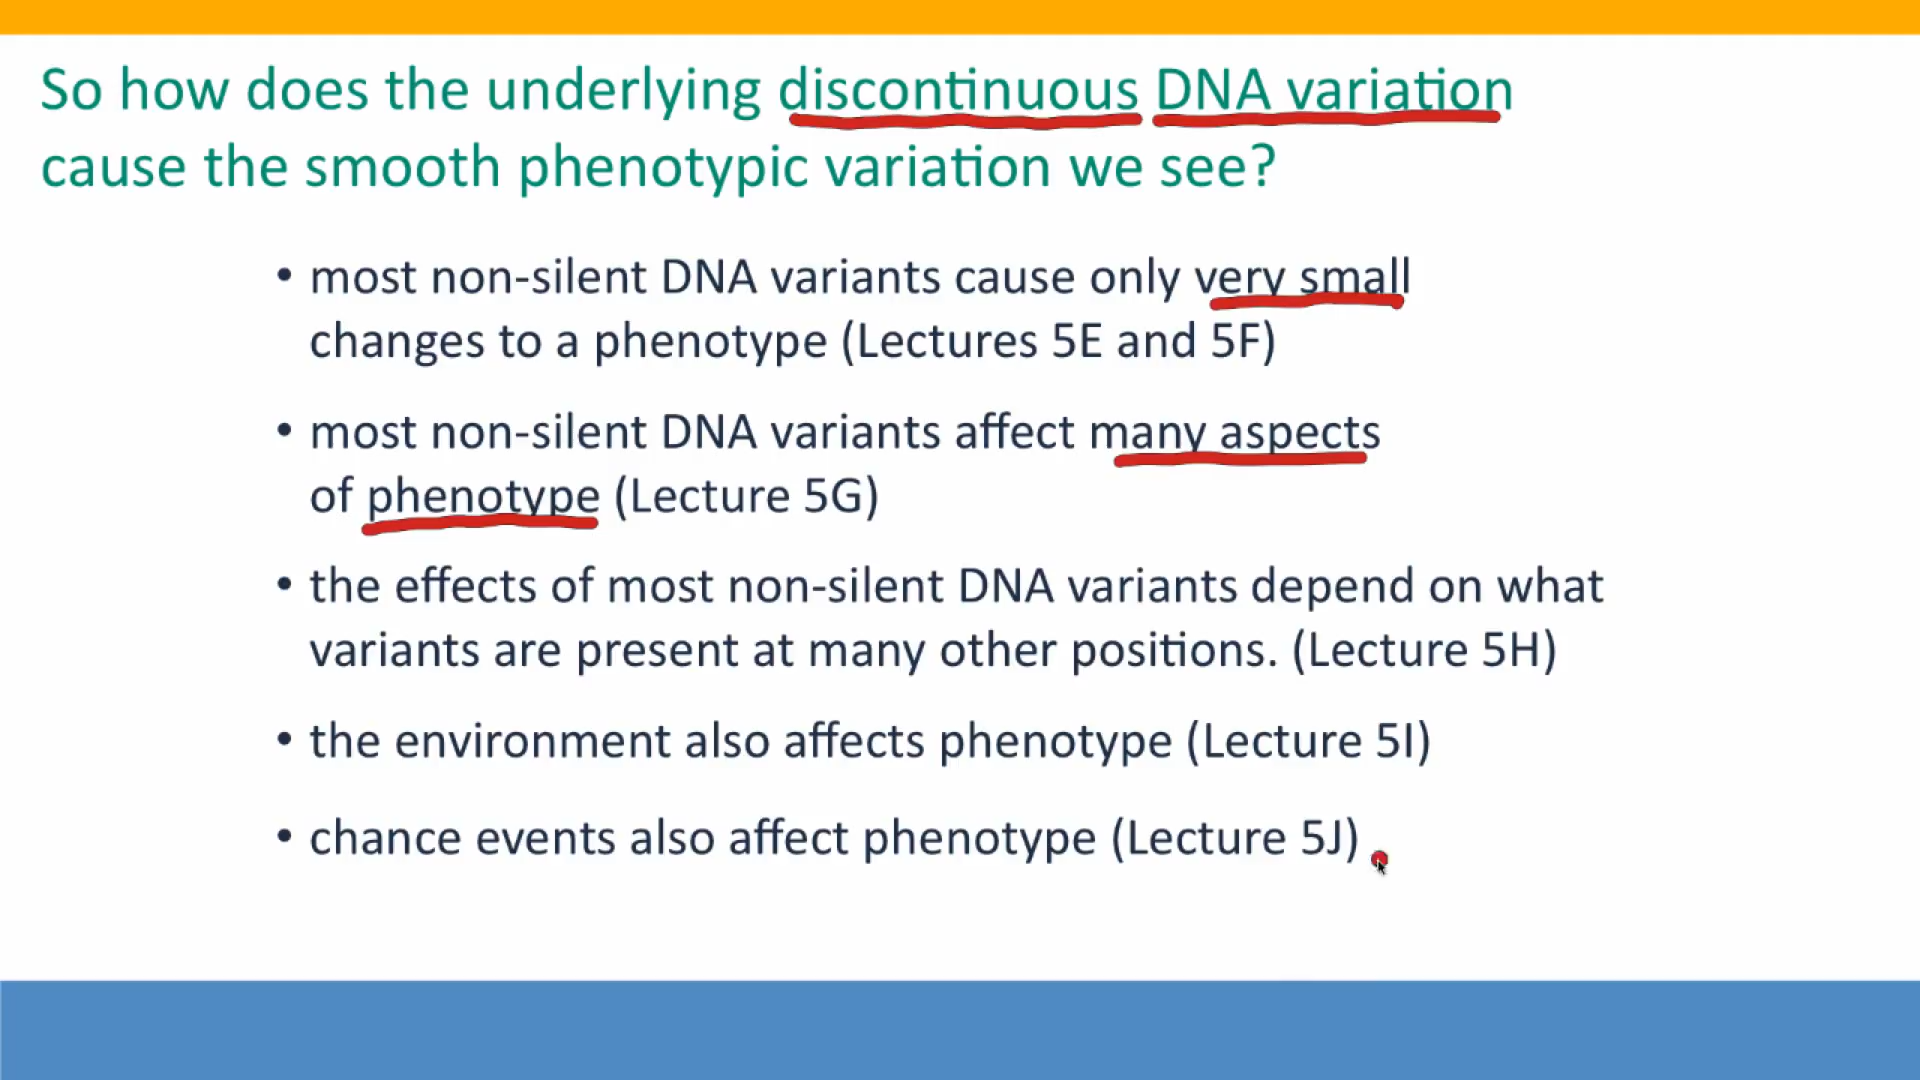 So how does the underlying discontinuous DNA variation
cause the smooth phenotypic variation we see?
• most non-silent DNA variants cause only very small
changes to a phenotype (Lectures 5E and 5F)
• most non-silent DNA variants affect many aspects
of phenotype (Lecture 5G)
• the effects of most non-silent DNA variants depend on what
variants are present at many other positions. (Lecture 5H)
• the environment also affects phenotype (Lecture 5I)
• chance events also affect phenotype (Lecture 5J)